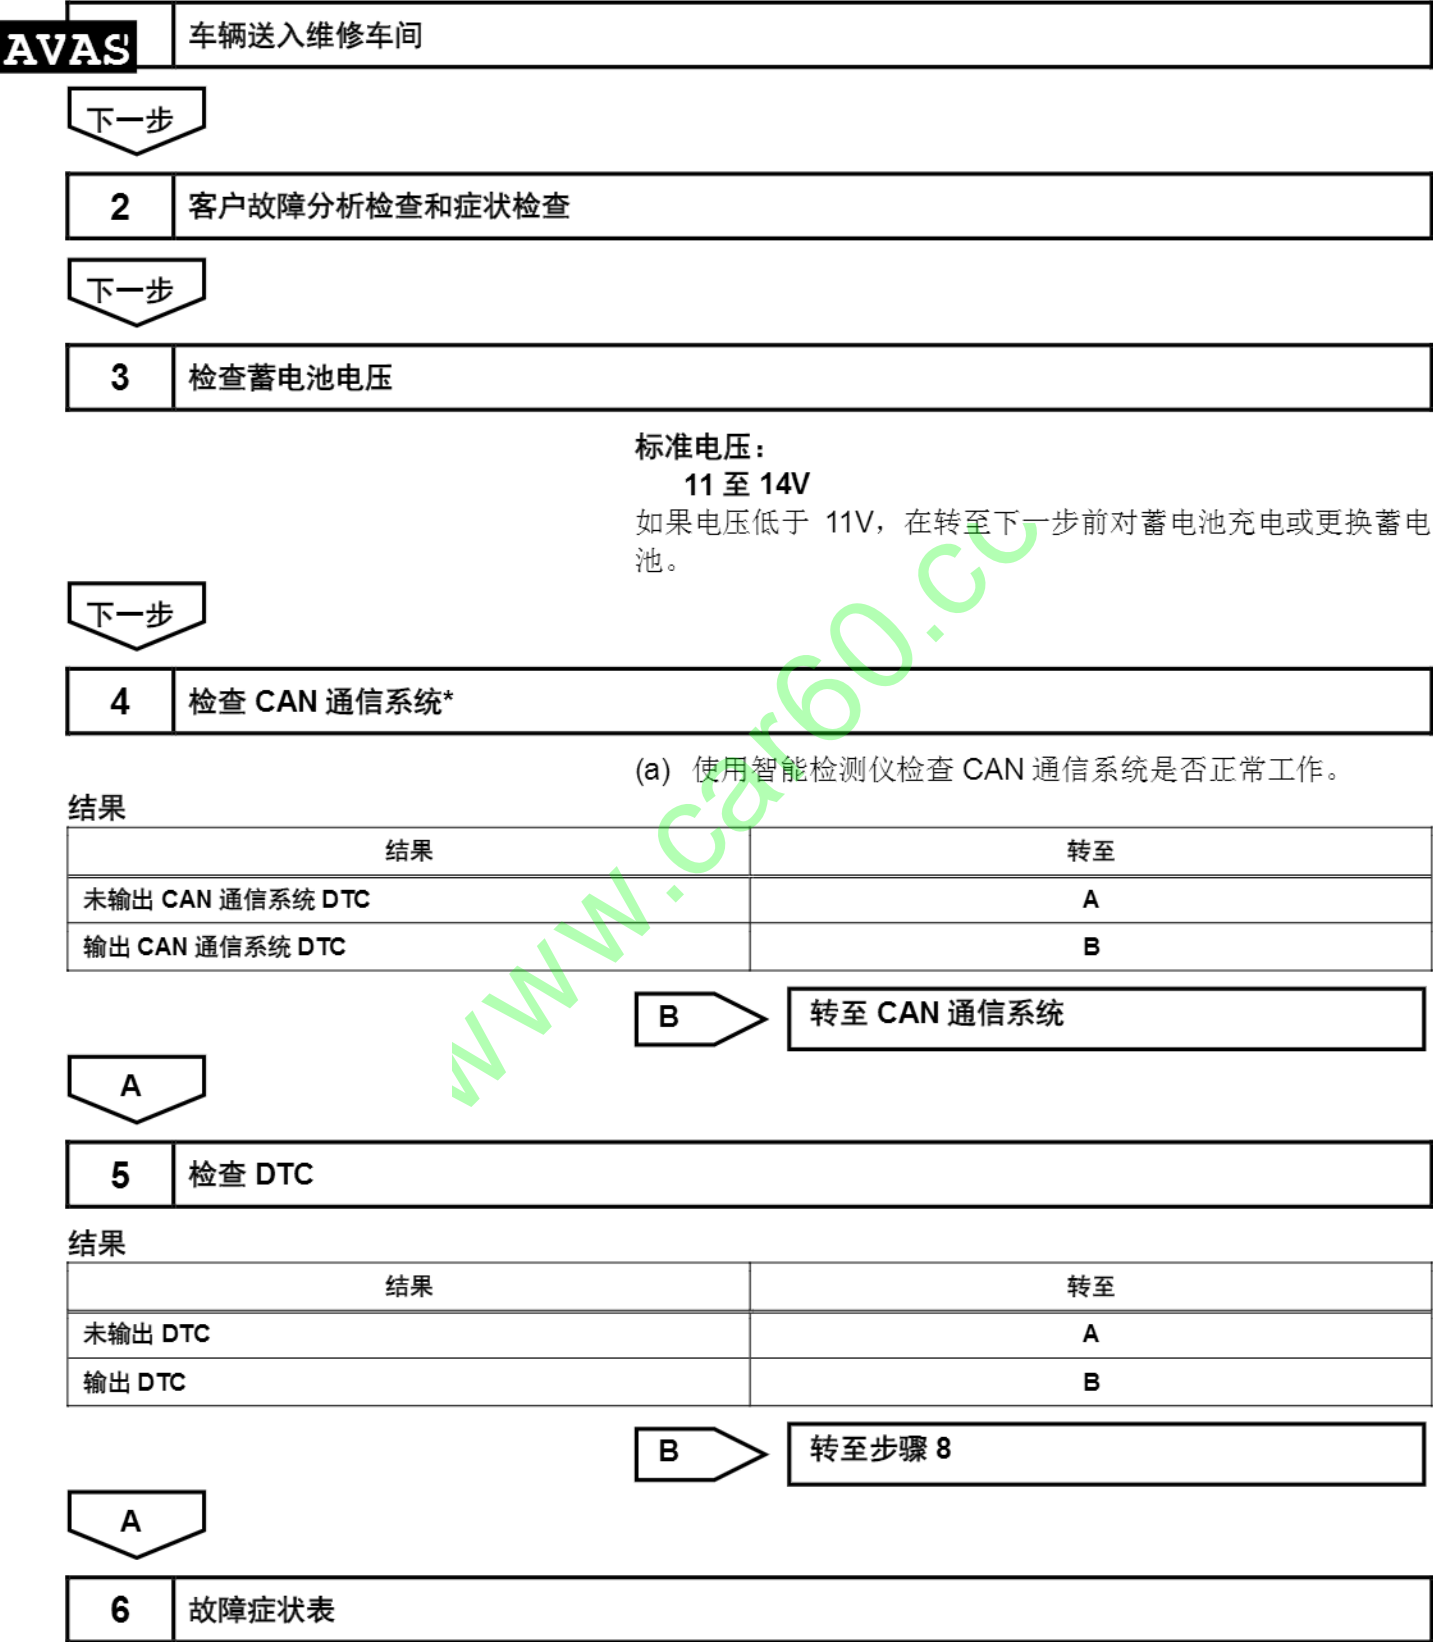 AVAS
车辆送入维修车间
下一步
2 客户故障分析检查和症状检查
下一步
3 检查蓄电池电压
标准电压：
11 至 14V
如果电压低于 11V，在转至下一步前对蓄电池充电或更换蓄电
池。
下一步
4 检查 CAN 通信系统*
(a) 使用智能检测仪检查 CAN 通信系统是否正常工作。
结果
结果 转至
未输出 CAN 通信系统 DTC A
输出 CAN 通信系统 DTC B
B 转至 CAN 通信系统
A
5 检查 DTC
结果
结果 转至
未输出 DTC A
输出 DTC B
B 转至步骤 8
A
6 故障症状表
www.car60.cc